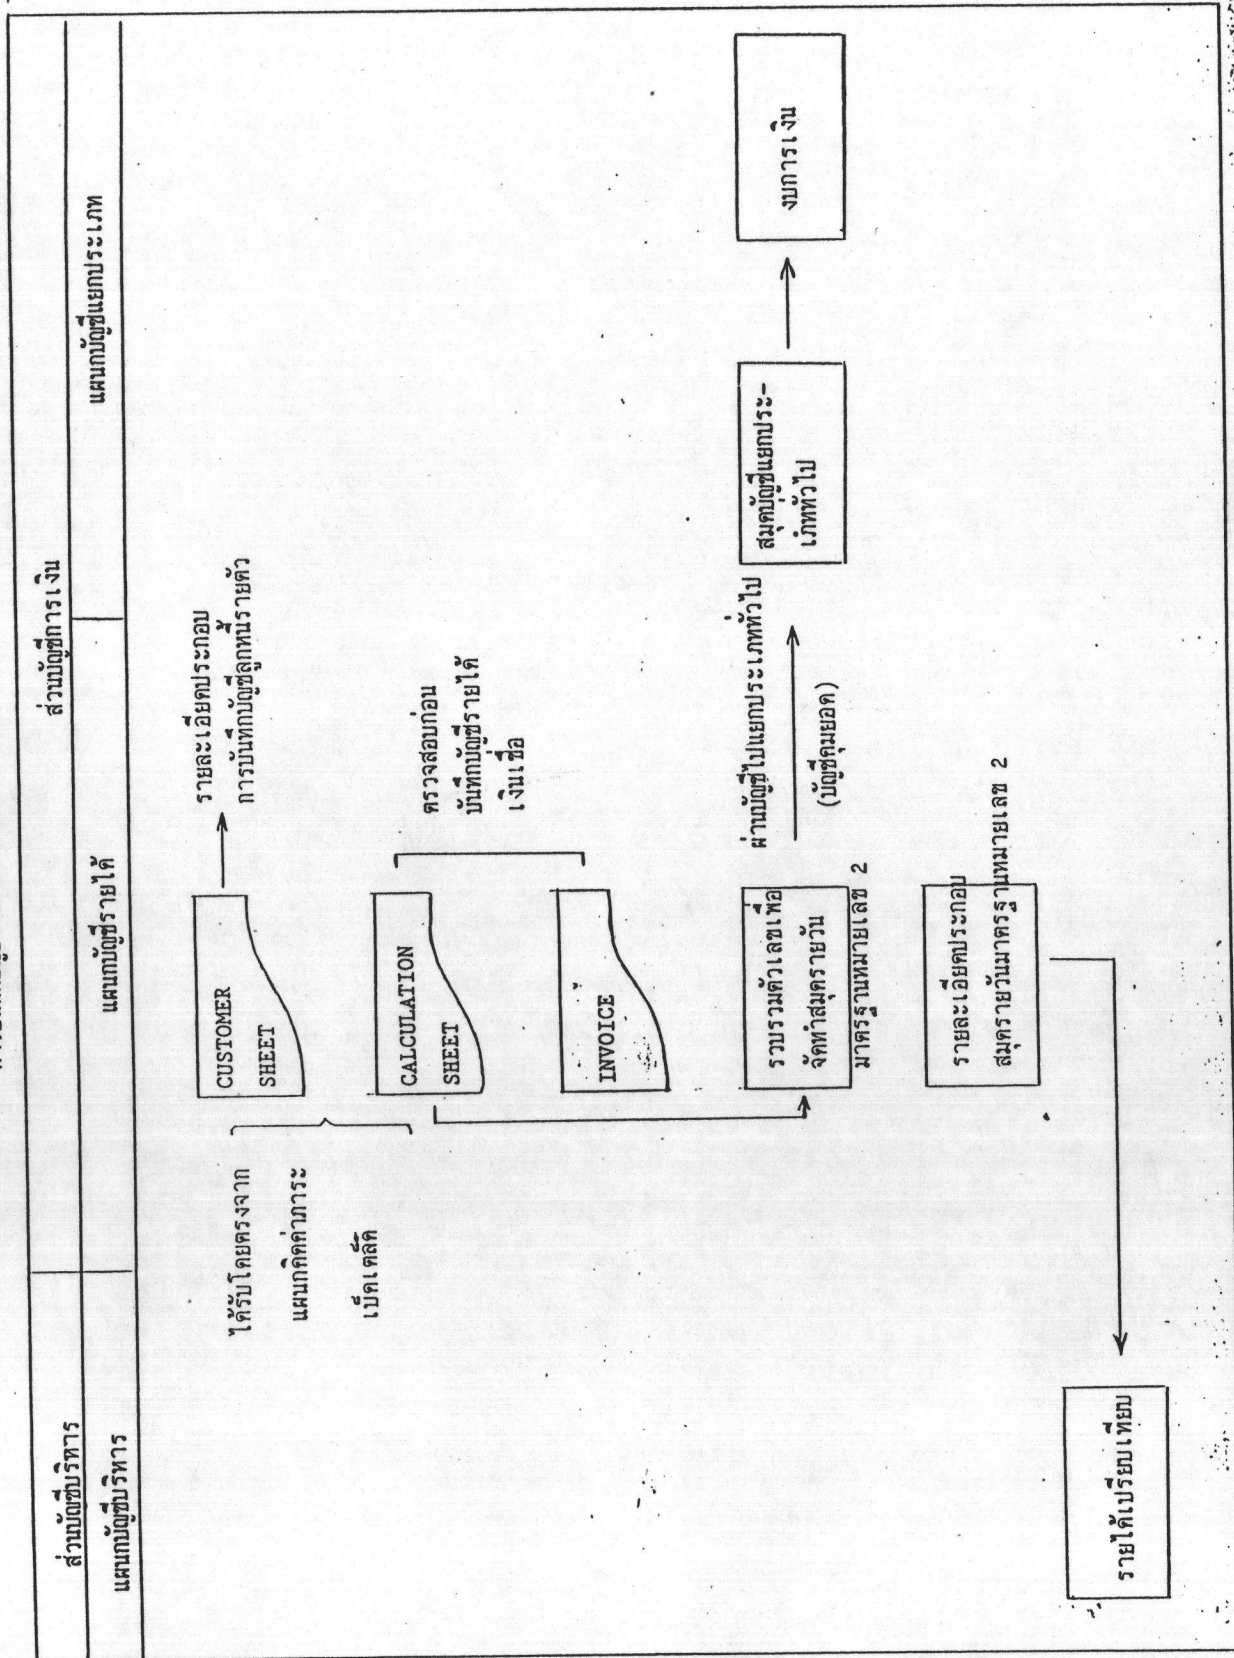 ส่วนบัญชีบริหาร
ส่วนบัญชีการเงิน
แผนกบัญชีบริหาร
แผนกบัญชีรายได้
แผนกบัญชีแยกประเภท
ได้รับโดยตรงจาก
แผนกคิดค่าภาระ
เบ็ดเตล็ด
CUSTOMER
SHEET
รายละเอียดประกอบ
การบันทึกบัญชีลูกหนี้รายตัว
CALCULATION
SHEET
INVOICE
ตรวจสอบก่อน
บันทึกบัญชีรายได้
เงินเชื่อ
รวบรวมตัวเลขเพื่อ
จัดทำสมุดรายวัน
มาตรฐานหมายเลข 2
ผ่านบัญชีไปแยกประเภททั่วไป
(บัญชีคุมยอด)
สมุดบัญชีแยกประ-
เภททั่วไป
งบการเงิน
รายละเอียดประกอบ
สมุดรายวันมาตรฐานหมายเลข 2
รายได้เปรียบเทียบ